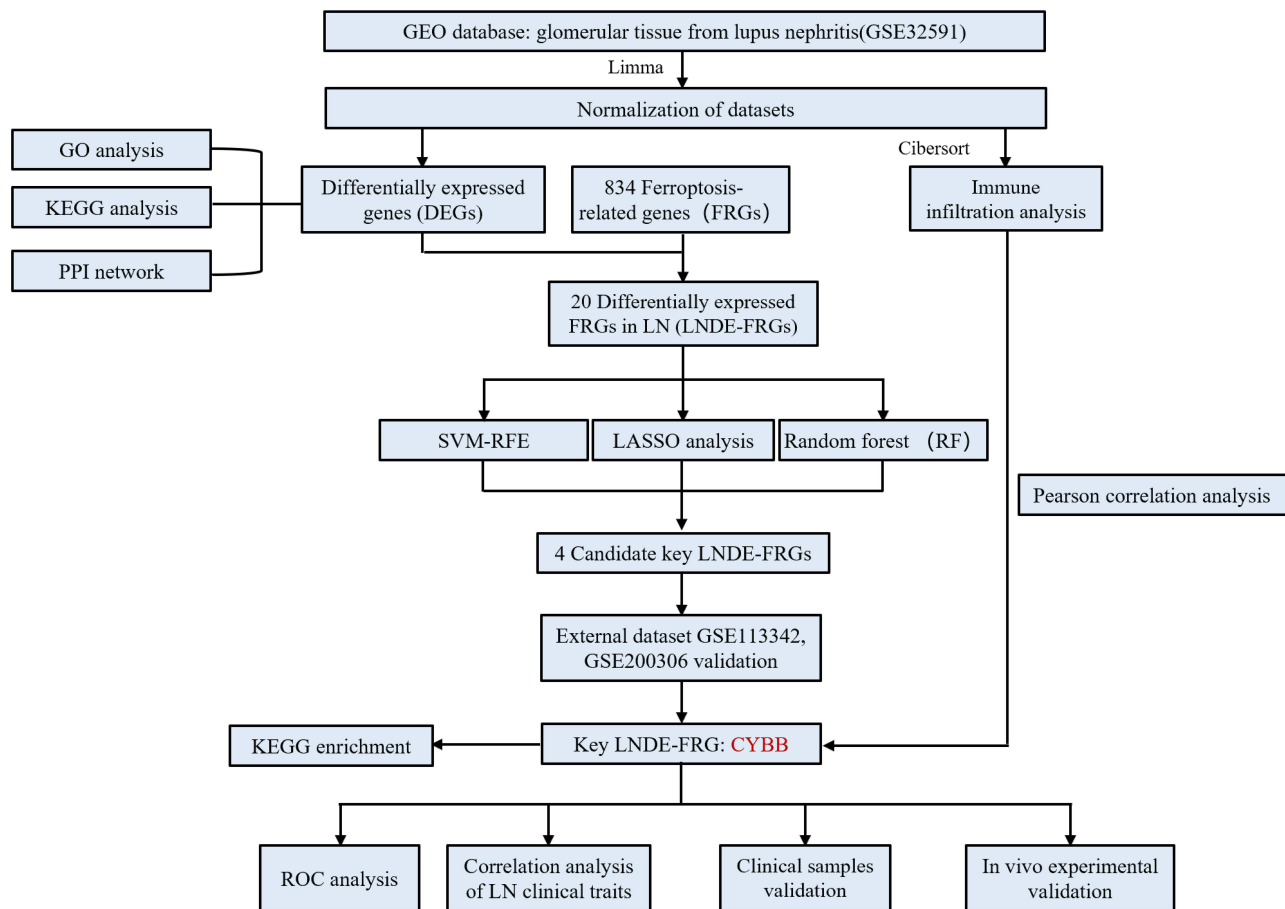 GEO database: glomerular tissue from lupus nephritis(GSE32591)
Limma
Normalization of datasets
GO analysis
KEGG analysis
PPI network
Differentially expressed
genes (DEGs)
834 Ferroptosis-
related genes（FRGs）
Cibersort
Immune
infiltration analysis
20 Differentially expressed
FRGs in LN (LNDE-FRGs)
SVM-RFE
LASSO analysis
Random forest （RF）
Pearson correlation analysis
4 Candidate key LNDE-FRGs
External dataset GSE113342,
GSE200306 validation
KEGG enrichment
Key LNDE-FRG: CYBB
ROC analysis
Correlation analysis
of LN clinical traits
Clinical samples
validation
In vivo experimental
validation